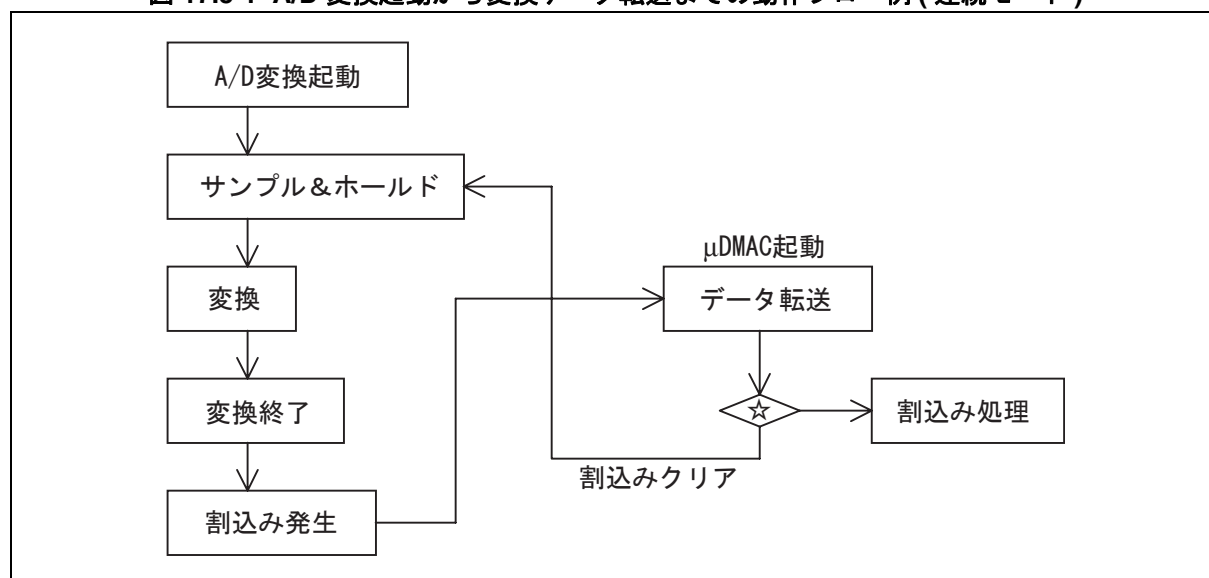 A/D変換起動
サンプル＆ホールド
変換
変換終了
割込み発生
μDMAC起動
データ転送
☆
割込み処理
割込みクリア